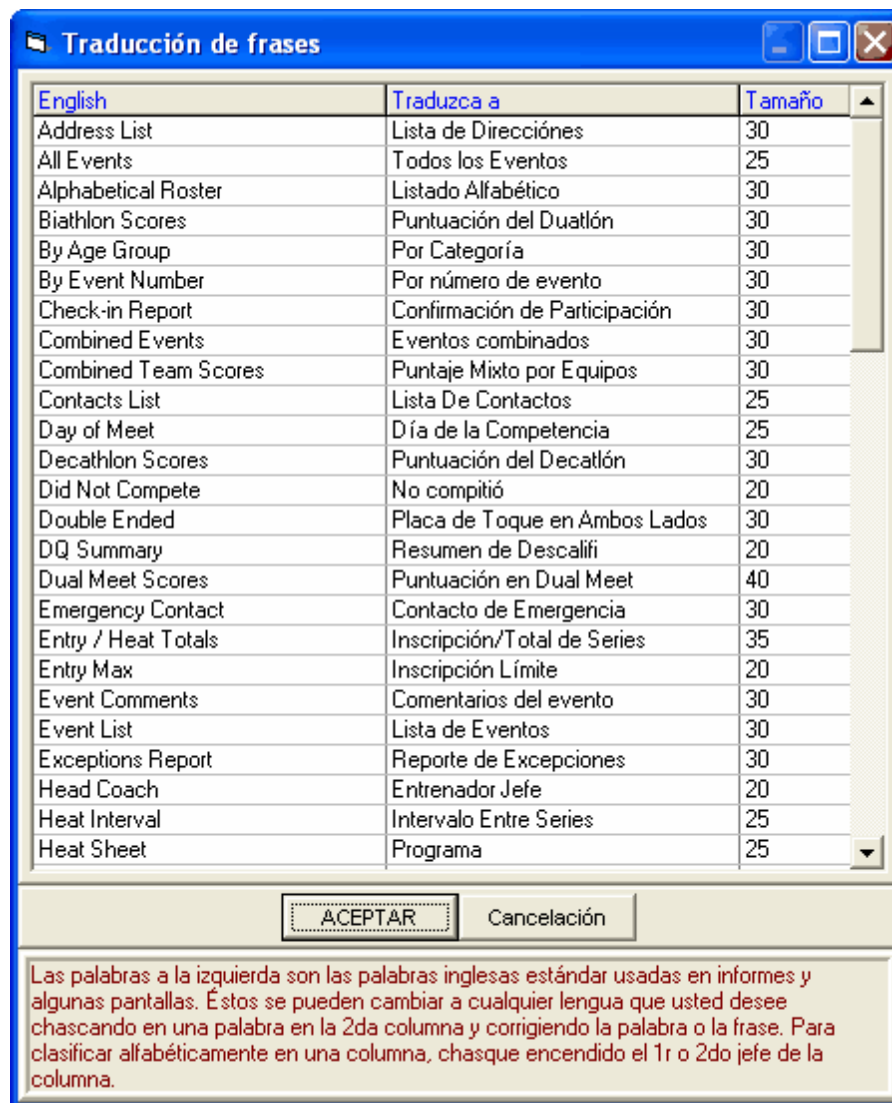 Traducción de frases
English Traduzca a Tamaño
Address List Lista de Direcciónes 30
All Events Todos los Eventos 25
Alphabetical Roster Listado Alfabético 30
Biathlon Scores Puntuación del Duatlón 30
By Age Group Por Categoría 30
By Event Number Por número de evento 30
Check-in Report Confirmación de Participación 30
Combined Events Eventos combinados 30
Combined Team Scores Puntaje Mixto por Equipos 30
Contacts List Lista De Contactos 25
Day of Meet Día de la Competencia 25
Decathlon Scores Puntuación del Decatlón 30
Did Not Compete No compitió 20
Double Ended Placa de Toque en Ambos Lados 30
DQ Summary Resumen de Descalifi 20
Dual Meet Scores Puntuación en Dual Meet 40
Emergency Contact Contacto de Emergencia 30
Entry / Heat Totals Inscripción/Total de Series 35
Entry Max Inscripción Límite 20
Event Comments Comentarios del evento 30
Event List Lista de Eventos 30
Exceptions Report Reporte de Excepciones 30
Head Coach Entrenador Jefe 20
Heat Interval Intervalo Entre Series 25
Heat Sheet Programa 25
ACEPTAR Cancelación
Las palabras a la izquierda son las palabras inglesas estándar usadas en informes y
algunas pantallas. Éstos se pueden cambiar a cualquier lengua que usted desee
chascando en una palabra en la 2da columna y corrigiendo la palabra o la frase. Para
clasificar alfabéticamente en una columna, chasque encendido el 1r o 2do jefe de la
columna.